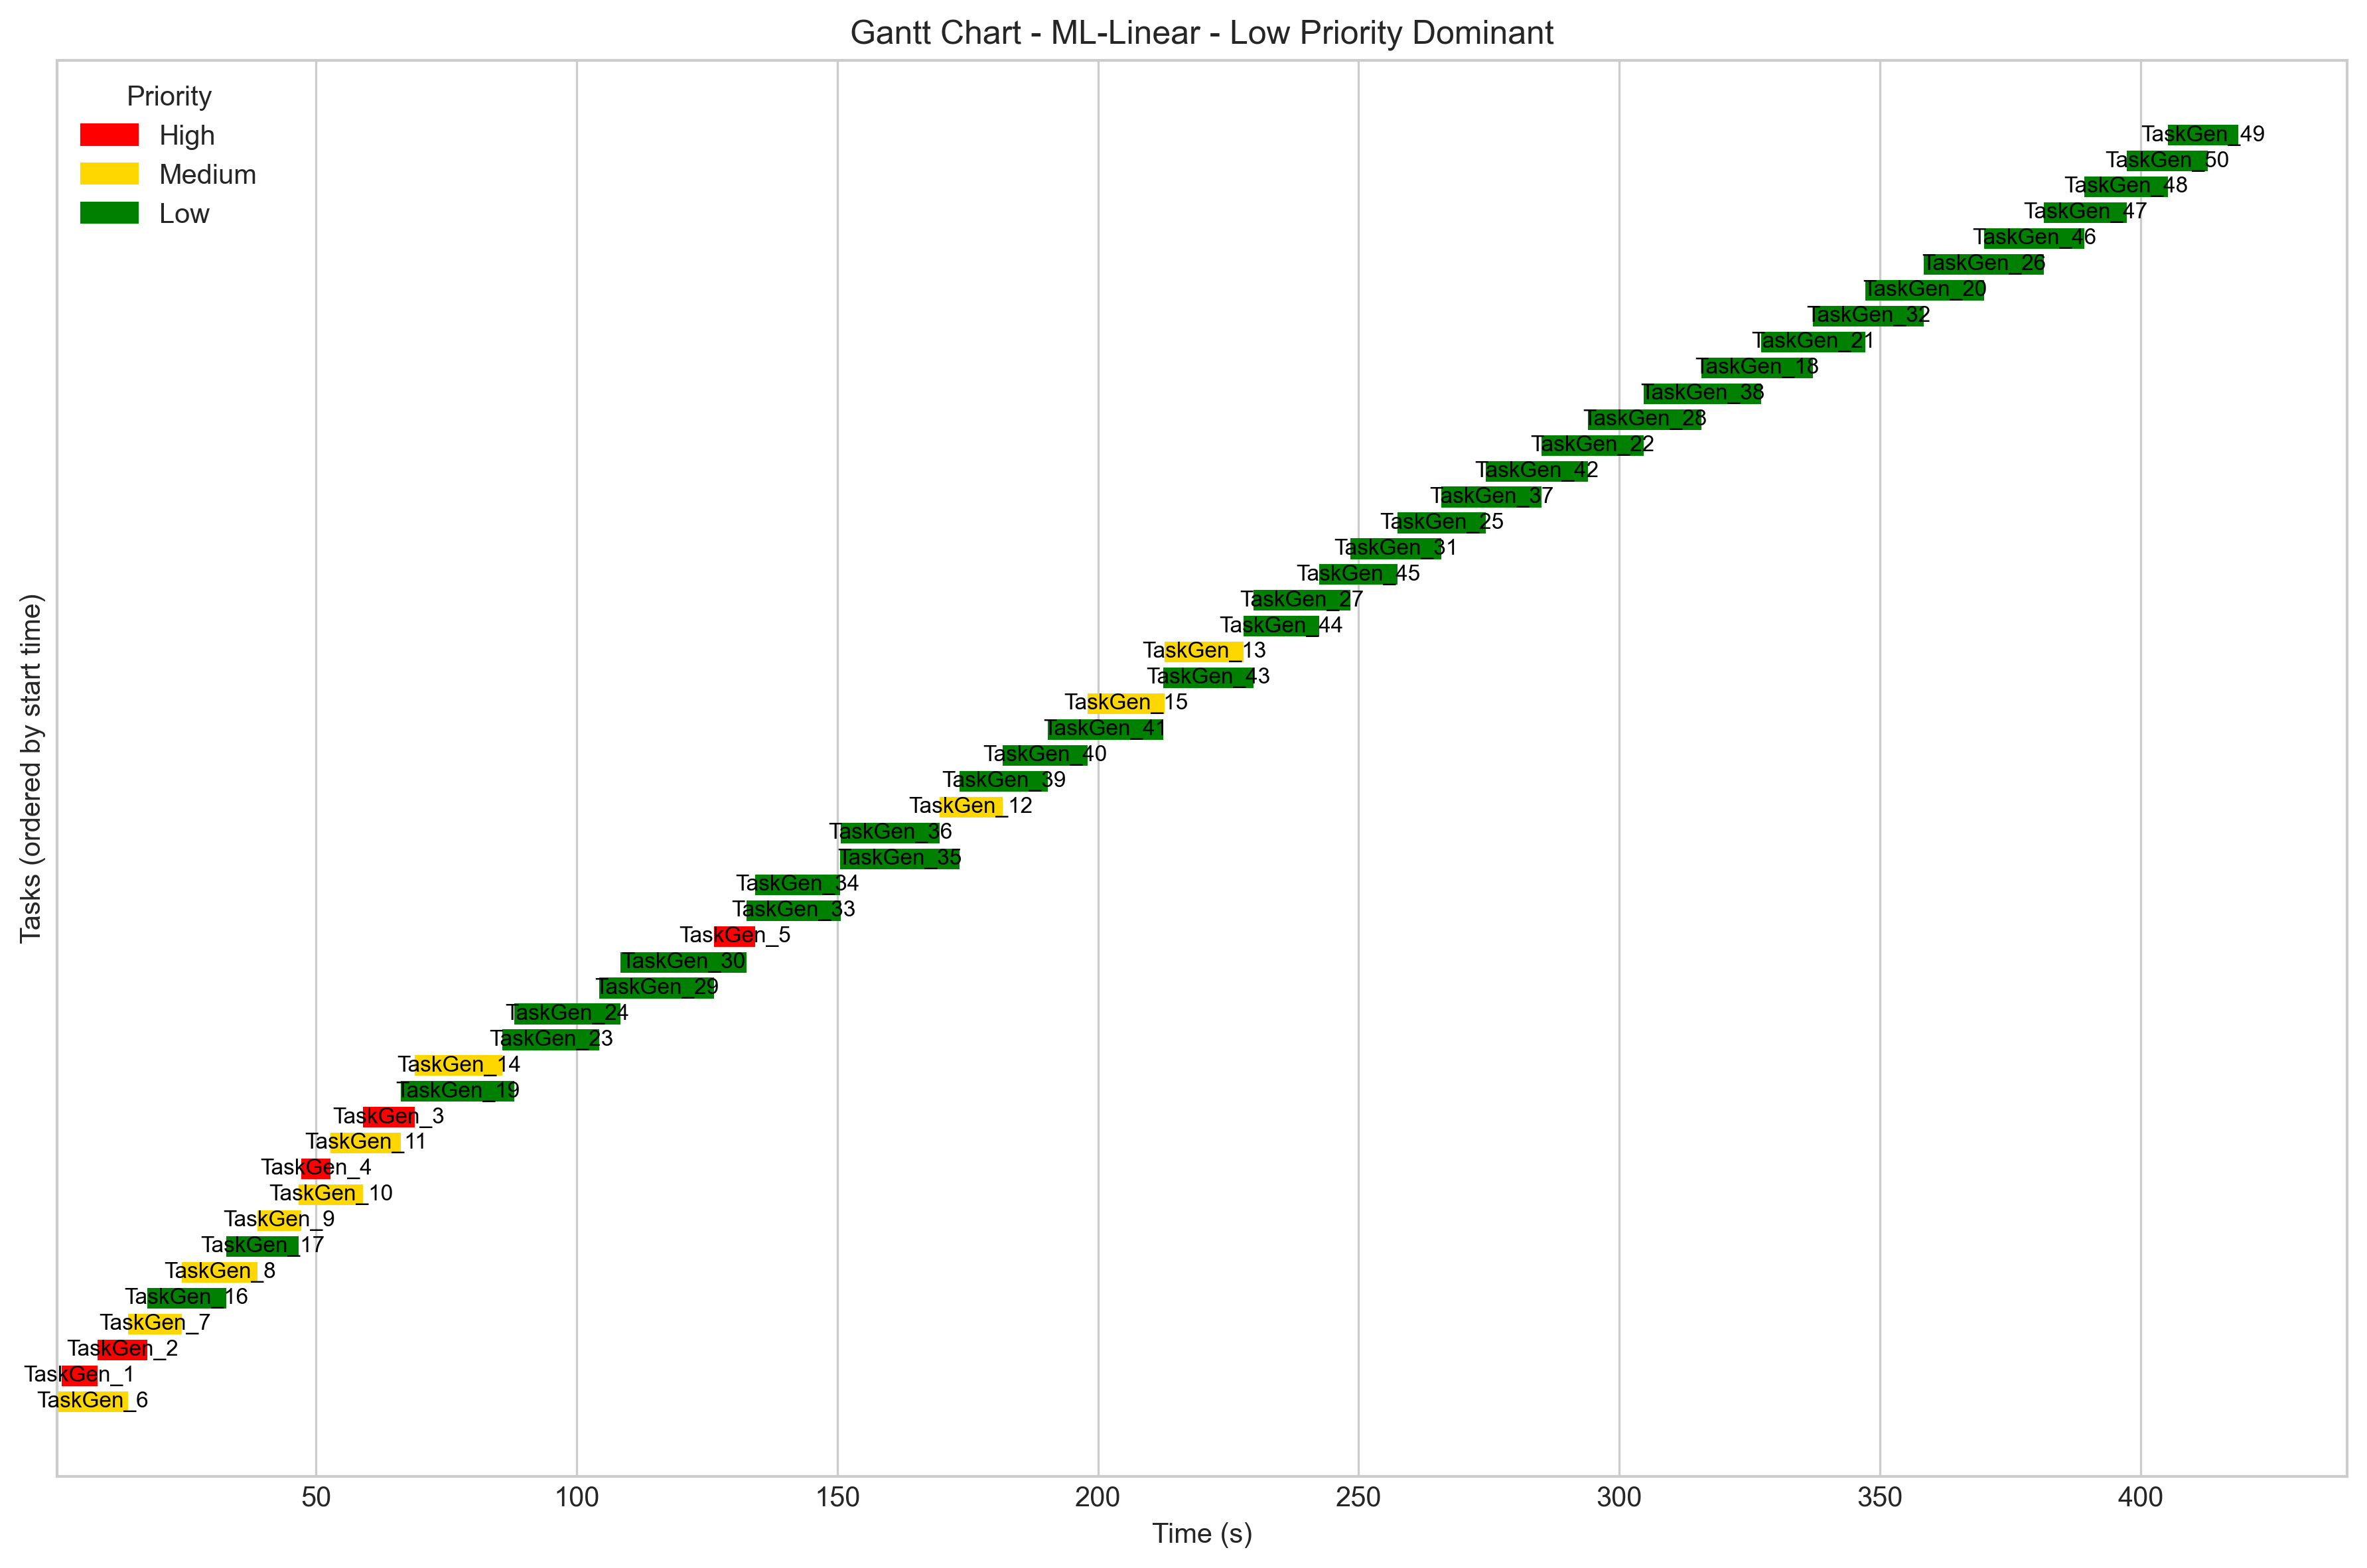 Gantt Chart - ML-Linear - Low Priority Dominant
Priority
High
Medium
Low
TaskGen_49
TaskGen_50
TaskGen_48
TaskGen_47
TaskGen_46
TaskGen_26
TaskGen_20
TaskGen_32
TaskGen_21
TaskGen_18
TaskGen_38
TaskGen_28
TaskGen_22
TaskGen_42
TaskGen_37
TaskGen_25
TaskGen_31
TaskGen_45
TaskGen_27
TaskGen_44
TaskGen_13
TaskGen_43
TaskGen_15
TaskGen_41
TaskGen_40
TaskGen_39
TaskGen_12
TaskGen_36
TaskGen_35
TaskGen_34
TaskGen_33
TaskGen_5
TaskGen_30
TaskGen_29
TaskGen_24
TaskGen_23
TaskGen_14
TaskGen_19
TaskGen_3
TaskGen_11
TaskGen_4
TaskGen_10
TaskGen_9
TaskGen_17
TaskGen_8
TaskGen_16
TaskGen_7
TaskGen_2
TaskGen_1
TaskGen_6
Tasks (ordered by start time)
50 100 150 200 250 300 350 400
Time (s)